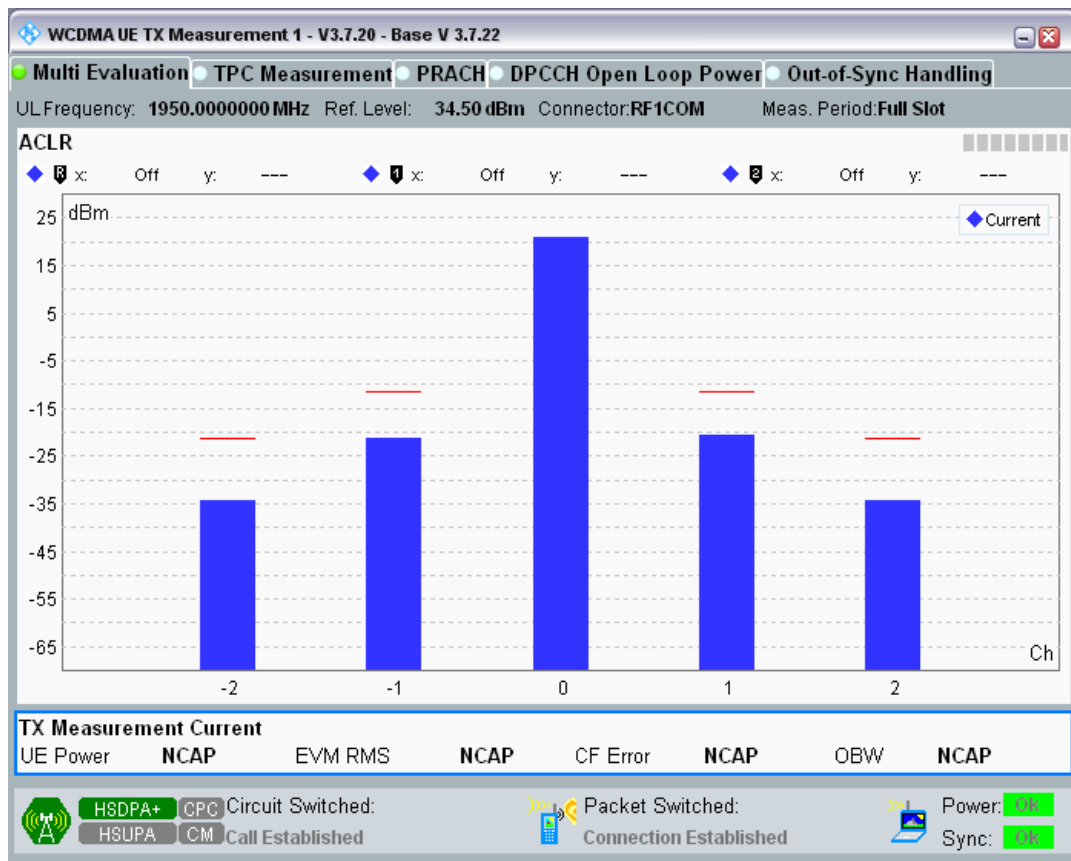 WCDMA UE TX Measurement 1 - V3.7.20 - Base V 3.7.22
Multi Evaluation TPC Measurement PRACH DPCCH Open Loop Power Out-of-Sync Handling
UL Frequency: 1950.0000000 MHz Ref. Level: 34.50 dBm Connector: RF1COM Meas. Period: Full Slot
ACLR
R x: Off y: --- 1 x: Off y: --- 2 x: Off y: ---
dBm
Current
25
15
5
-5
-15
-25
-35
-45
-55
-65
Ch
-2 -1 0 1 2
TX Measurement Current
UE Power NCAP EVM RMS NCAP CF Error NCAP OBW NCAP
HSDPA+ CPC Circuit Switched: Packet Switched: Power: OK
HSUPA CM Call Established Connection Established Sync: OK